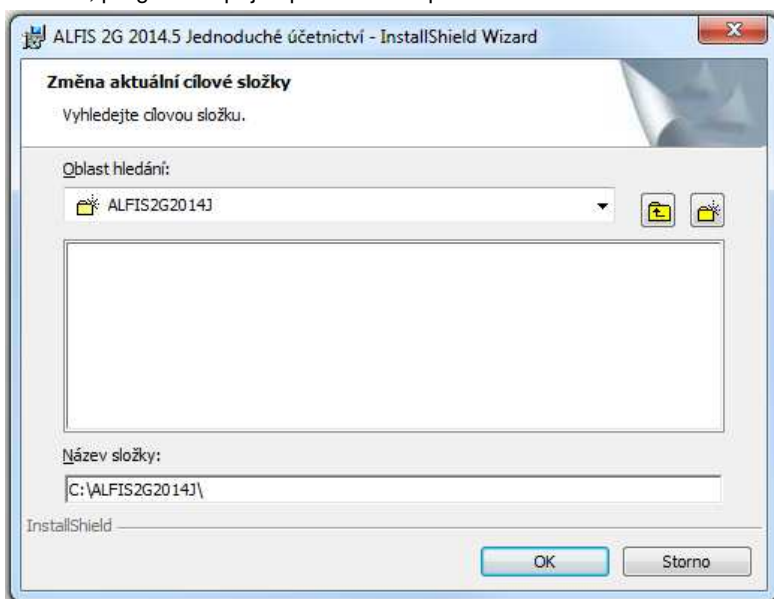 ALFIS 2G 2014.5 Jednoduché účetnictví - InstallShield Wizard
Změna aktuální cílové složky
Vyhledejte cílovou složku.
Oblast hledání:
ALFIS2G2014J
Název složky:
C:\ALFIS2G2014J\
InstallShield
OK Storno